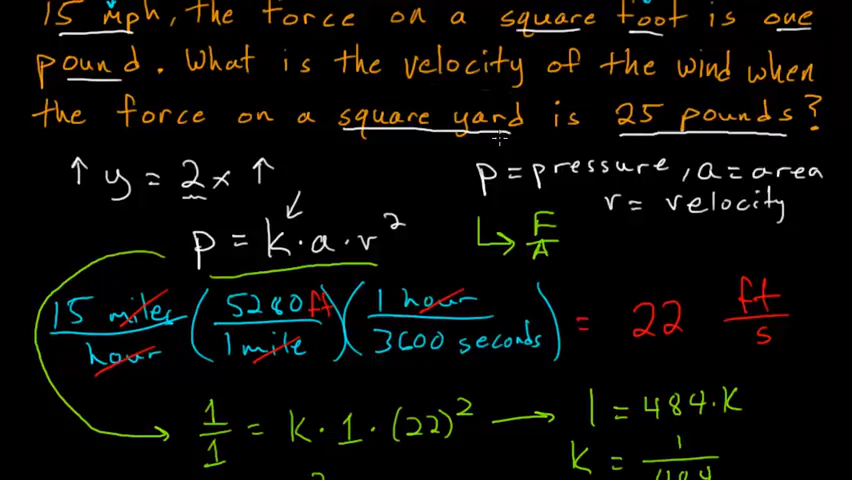 15 mph, the force on a square foot is one
pound. What is the velocity of the wind when
the force on a square yard is 25 pounds?
↑ y = 2x ↑
p = pressure, a = area
v = velocity
p = k·a·v²
F/A
15 miles/hour (5280 ft/1 mile)(1 hour/3600 seconds) = 22 ft/s
1/1 = k·1·(22)² → 1 = 484·k
k = 1/484